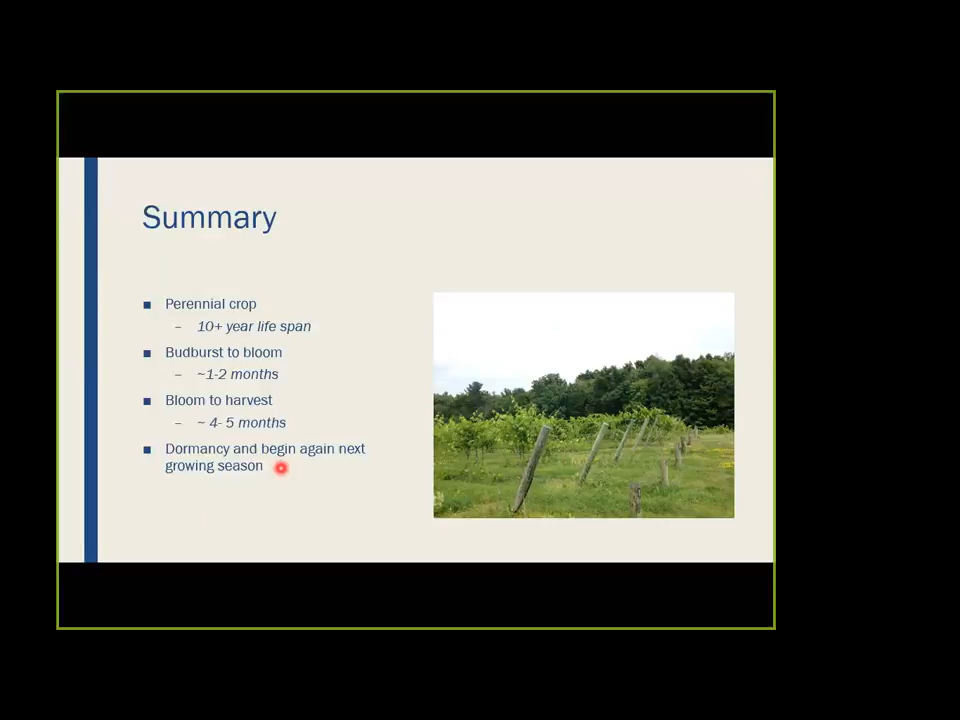 Summary
■ Perennial crop
– 10+ year life span
■ Budburst to bloom
– ~1-2 months
■ Bloom to harvest
– ~ 4- 5 months
■ Dormancy and begin again next
growing season